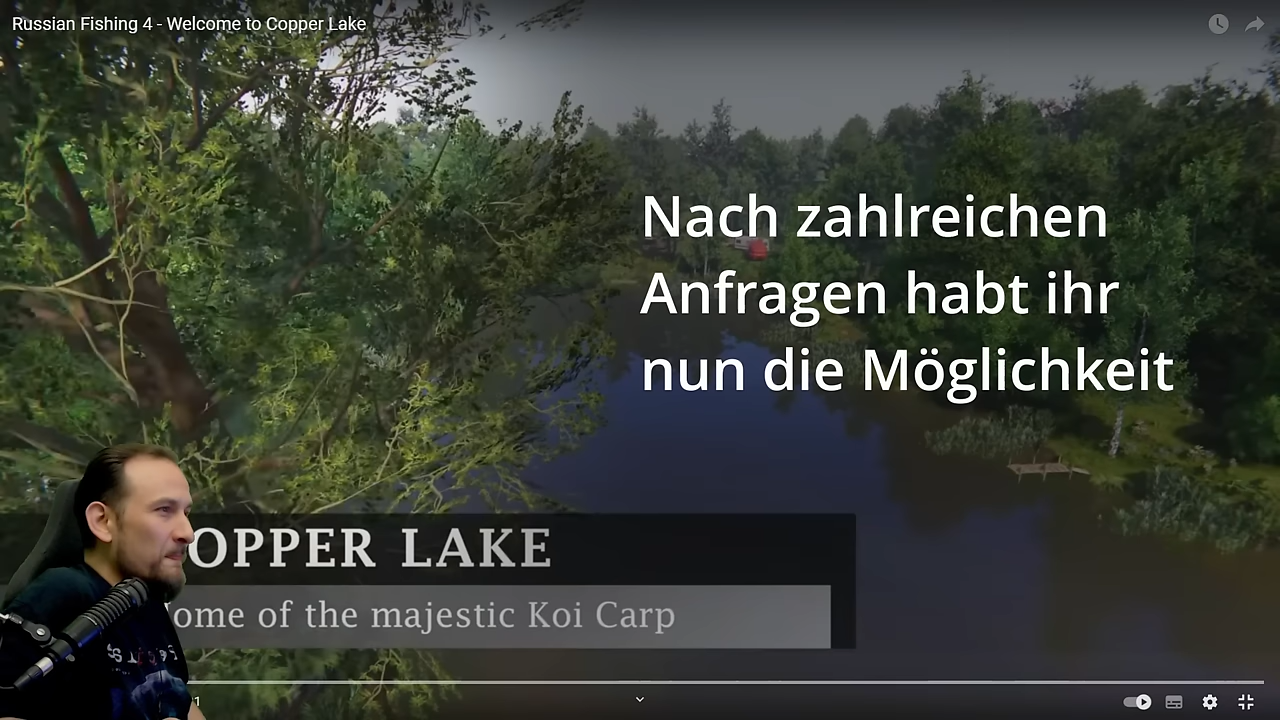 Russian Fishing 4 - Welcome to Copper Lake
Nach zahlreichen
Anfragen habt ihr
nun die Möglichkeit
OPPER LAKE
ome of the majestic Koi Carp